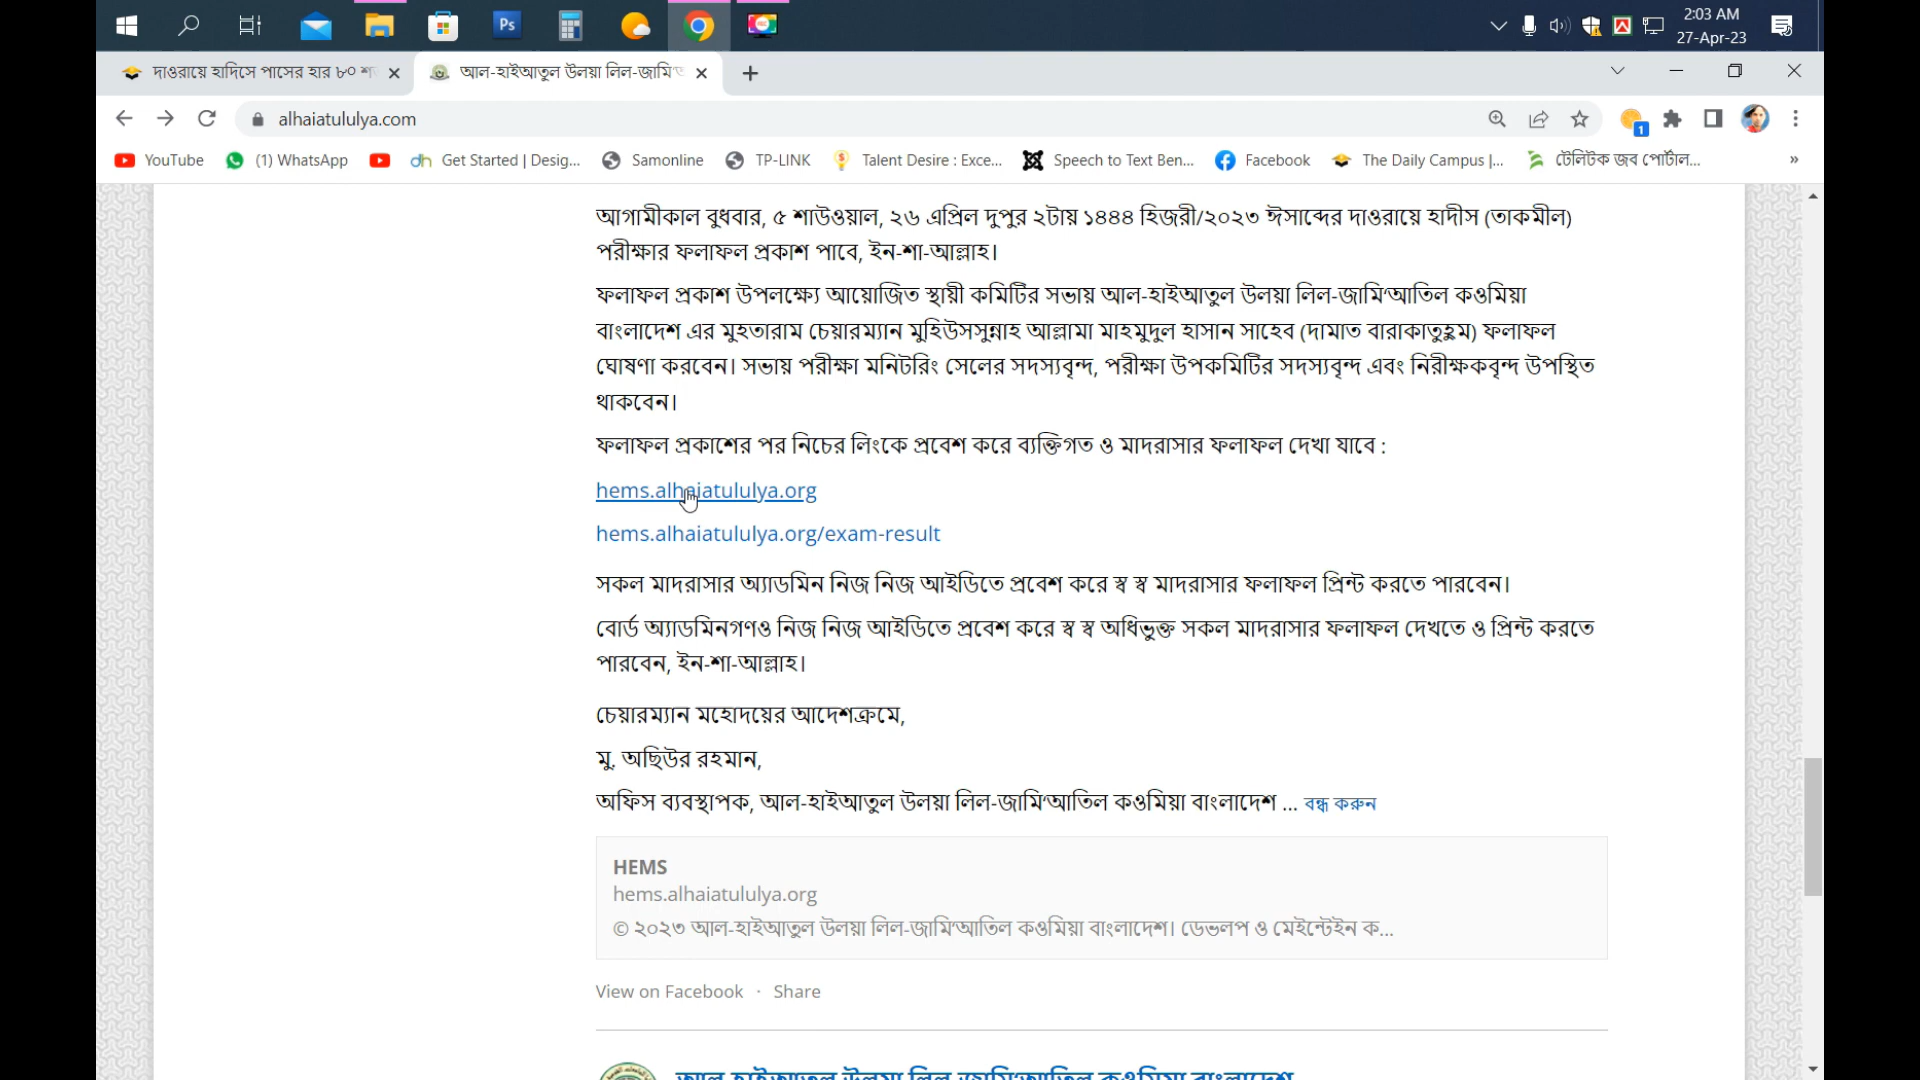 Ps
2:03 AM
27-Apr-23
দাওরায়ে হাদিসে পাসের হার ৮০ শত
আল-হাইআতুল উলয়া লিল-জামি'আ
alhaiatululya.com
1
YouTube
(1) WhatsApp
Get Started | Desig...
Samonline
TP-LINK
Talent Desire : Exce...
Speech to Text Ben...
Facebook
The Daily Campus |...
টেলিটক জব পোর্টাল...
»
আগামীকাল বুধবার, ৫ শাউওয়াল, ২৬ এপ্রিল দুপুর ২টায় ১৪৪৪ হিজরী/২০২৩ ঈসাব্দের দাওরায়ে হাদীস (তাকমীল)
পরীক্ষার ফলাফল প্রকাশ পাবে, ইন-শা-আল্লাহ।
ফলাফল প্রকাশ উপলক্ষ্যে আয়োজিত স্থায়ী কমিটির সভায় আল-হাইআতুল উলয়া লিল-জামি'আতিল কওমিয়া
বাংলাদেশ এর মুহতারাম চেয়ারম্যান মুহিউসসুন্নাহ আল্লামা মাহমুদুল হাসান সাহেব (দামাত বারাকাতুহুম) ফলাফল
ঘোষণা করবেন। সভায় পরীক্ষা মনিটরিং সেলের সদস্যবৃন্দ, পরীক্ষা উপকমিটির সদস্যবৃন্দ এবং নিরীক্ষকবৃন্দ উপস্থিত
থাকবেন।
ফলাফল প্রকাশের পর নিচের লিংকে প্রবেশ করে ব্যক্তিগত ও মাদরাসার ফলাফল দেখা যাবে :
hems.alhaiatululya.org
hems.alhaiatululya.org/exam-result
সকল মাদরাসার অ্যাডমিন নিজ নিজ আইডিতে প্রবেশ করে স্ব স্ব মাদরাসার ফলাফল প্রিন্ট করতে পারবেন।
বোর্ড অ্যাডমিনগণও নিজ নিজ আইডিতে প্রবেশ করে স্ব স্ব অধিভুক্ত সকল মাদরাসার ফলাফল দেখতে ও প্রিন্ট করতে
পারবেন, ইন-শা-আল্লাহ।
চেয়ারম্যান মহোদয়ের আদেশক্রমে,
মু. অছিউর রহমান,
অফিস ব্যবস্থাপক, আল-হাইআতুল উলয়া লিল-জামি'আতিল কওমিয়া বাংলাদেশ ... বন্ধ করুন
HEMS
hems.alhaiatululya.org
© ২০২৩ আল-হাইআতুল উলয়া লিল-জামি'আতিল কওমিয়া বাংলাদেশ। ডেভলপ ও মেইন্টেইন ক...
View on Facebook · Share
আল হাইআতুল উলয়া লিল জামি'আতিল কওমিয়া বাংলাদেশ